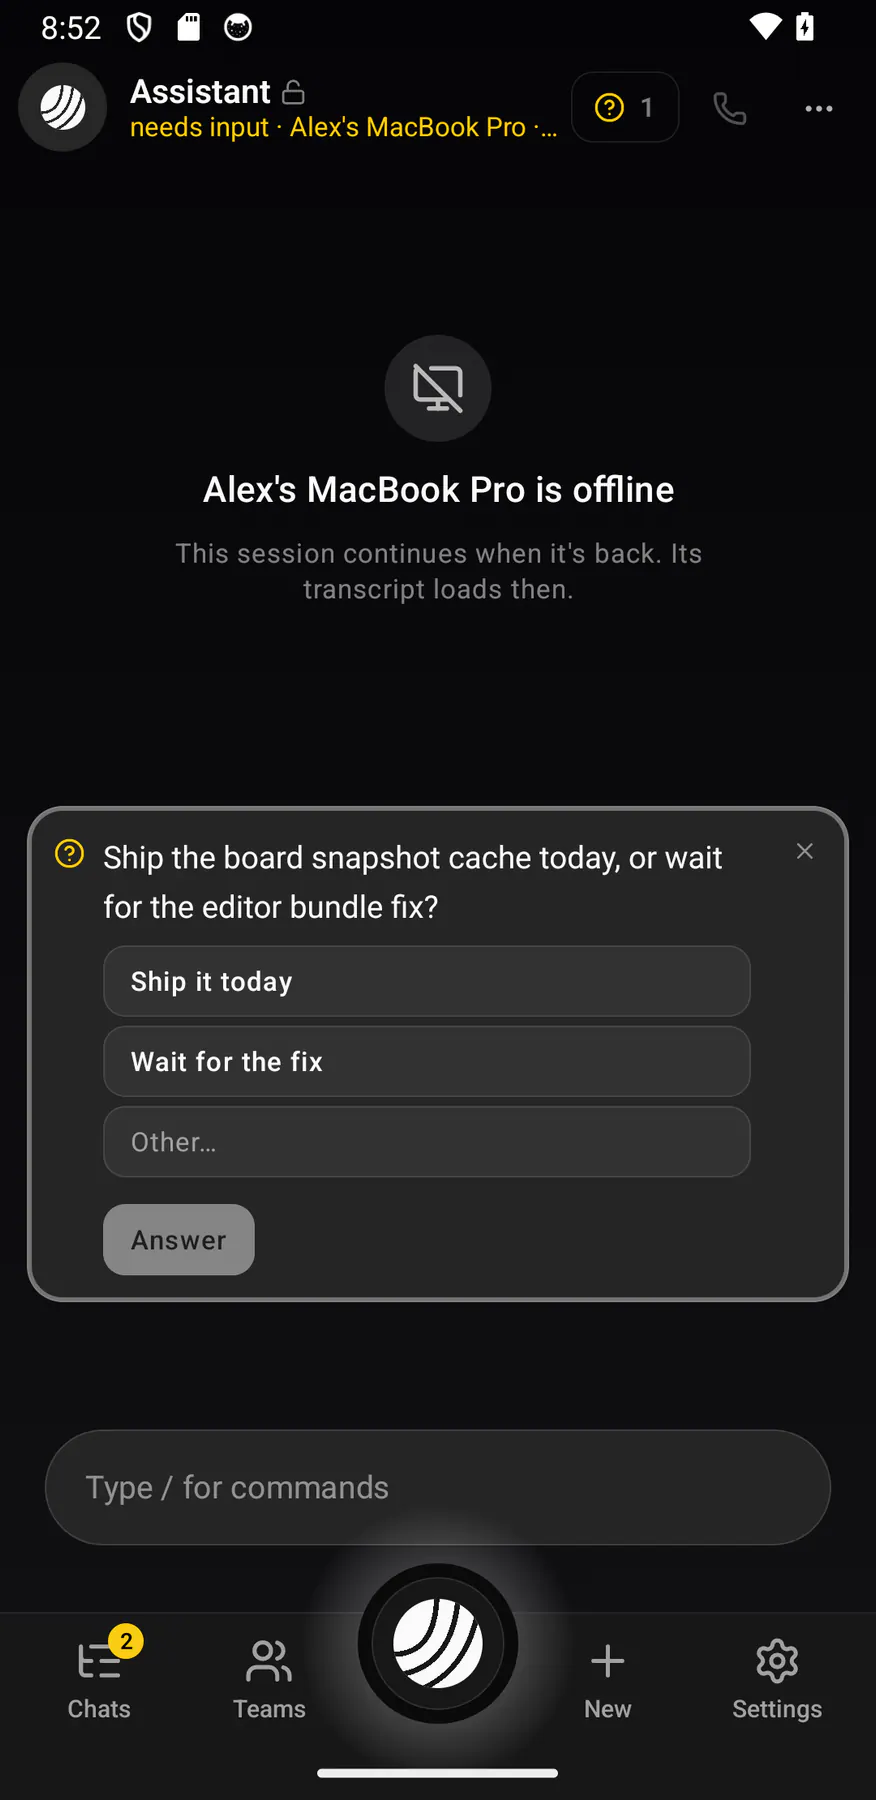 8:52
Assistant
needs input · Alex's MacBook Pro ·…
1
Alex's MacBook Pro is offline
This session continues when it's back. Its
transcript loads then.
Ship the board snapshot cache today, or wait
for the editor bundle fix?
Ship it today
Wait for the fix
Other…
Answer
Type / for commands
2
Chats
Teams
New
Settings